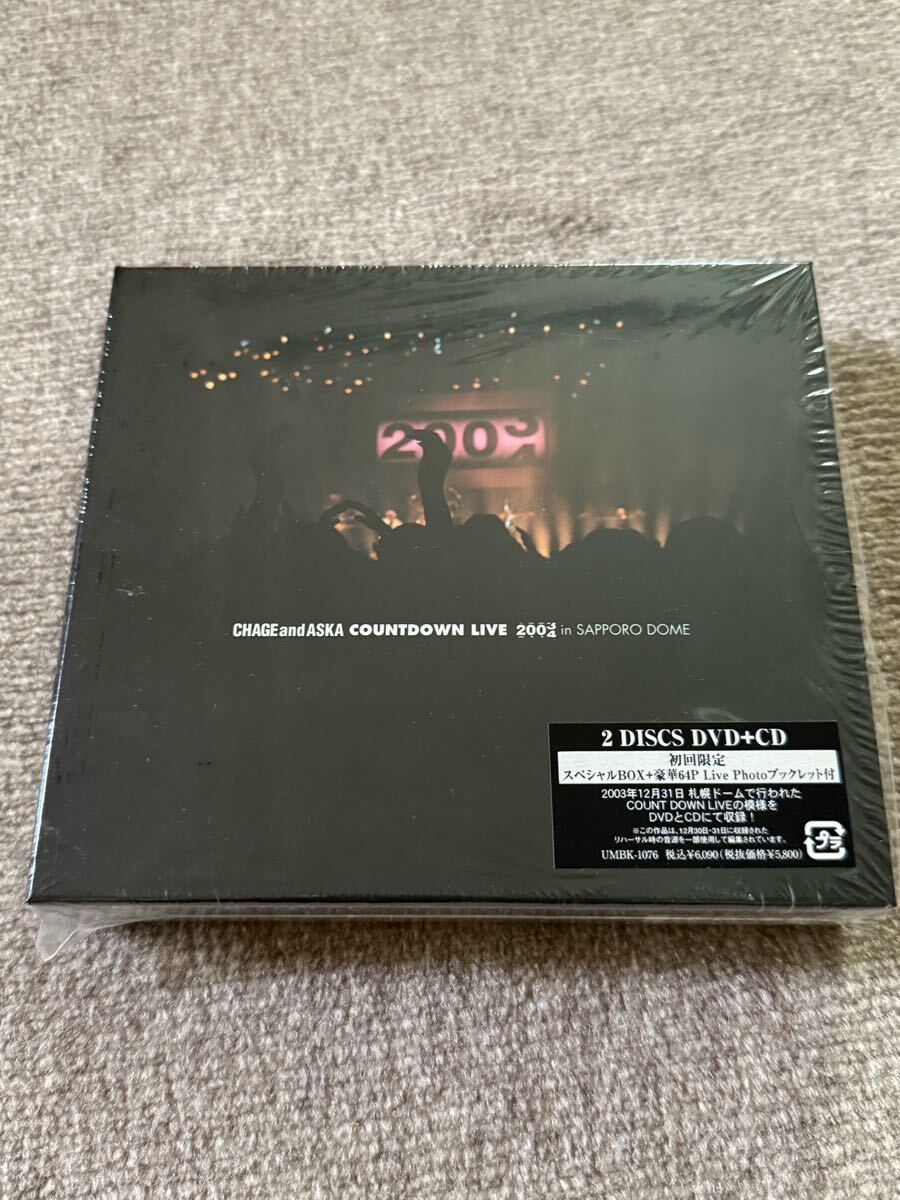 2003
4
CHAGEandASKA COUNTDOWN LIVE 2003
4 in SAPPORO DOME
2 DISCS DVD+CD
初回限定
スペシャルBOX+豪華64P Live Photoブックレット付
2003年12月31日 札幌ドームで行われた
COUNT DOWN LIVEの模様を
DVDとCDにて収録！
※この作品は、12月30日・31日に収録された
リハーサル時の音源を一部使用して編集されています。
UMBK-1076 税込¥6,090(税抜価格¥5,800)
プラ